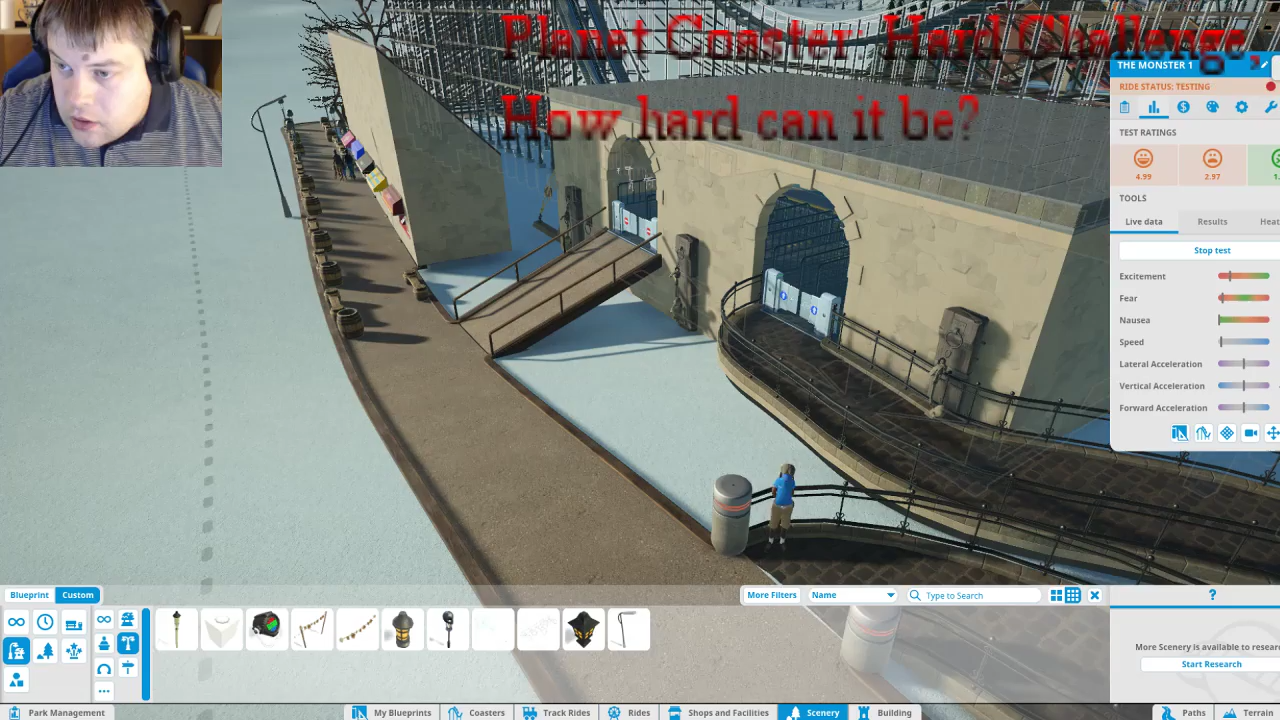 Planet Coaster: Hard Challenge,
How hard can it be?
THE MONSTER 1
RIDE STATUS: TESTING
TEST RATINGS
4.99 2.97 1.
TOOLS
Live data Results Heat
Stop test
Excitement
Fear
Nausea
Speed
Lateral Acceleration
Vertical Acceleration
Forward Acceleration
Blueprint Custom More Filters Name Type to Search ?
More Scenery is available to resear
Start Research
Park Management My Blueprints Coasters Track Rides Rides Shops and Facilities Scenery Building Paths Terrain